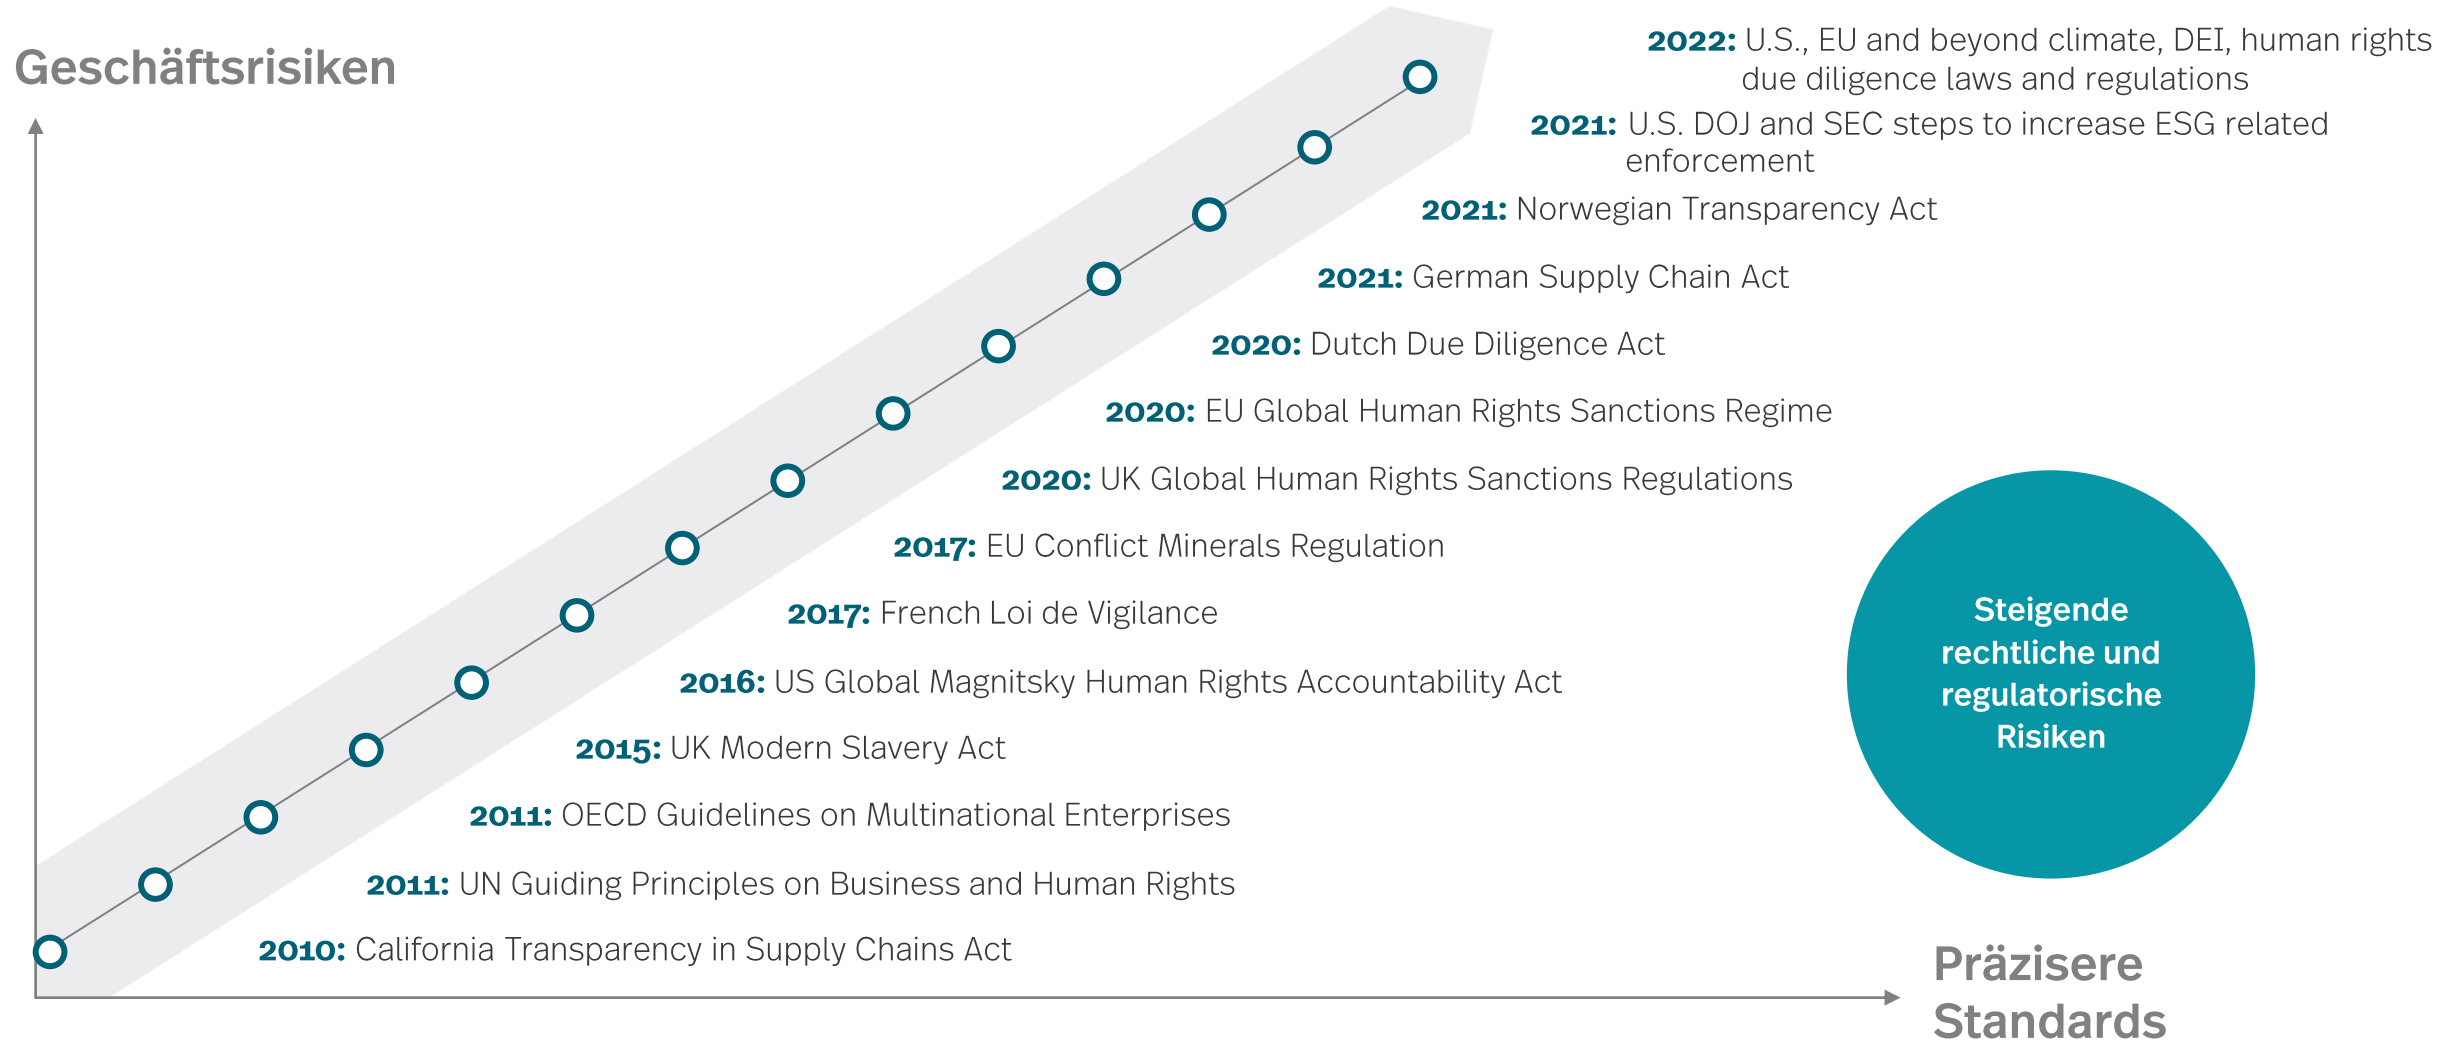 Geschäftsrisiken
2022: U.S., EU and beyond climate, DEI, human rights
due diligence laws and regulations
2021: U.S. DOJ and SEC steps to increase ESG related
enforcement
2021: Norwegian Transparency Act
2021: German Supply Chain Act
2020: Dutch Due Diligence Act
2020: EU Global Human Rights Sanctions Regime
2020: UK Global Human Rights Sanctions Regulations
2017: EU Conflict Minerals Regulation
2017: French Loi de Vigilance
2016: US Global Magnitsky Human Rights Accountability Act
2015: UK Modern Slavery Act
2011: OECD Guidelines on Multinational Enterprises
2011: UN Guiding Principles on Business and Human Rights
2010: California Transparency in Supply Chains Act
Steigende
rechtliche und
regulatorische
Risiken
Präzisere
Standards